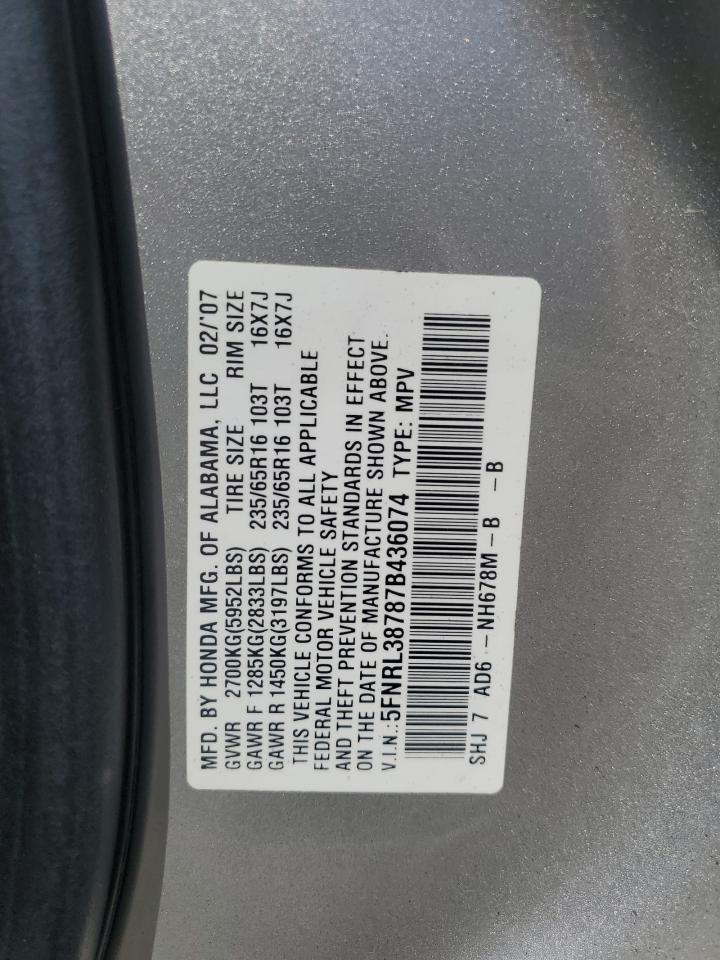 MFD. BY HONDA MFG. OF ALABAMA, LLC 02/'07
GVWR 2700KG(5952LBS) TIRE SIZE RIM SIZE
GAWR F 1285KG(2833LBS) 235/65R16 103T 16X7J
GAWR R 1450KG(3197LBS) 235/65R16 103T 16X7J
THIS VEHICLE CONFORMS TO ALL APPLICABLE
FEDERAL MOTOR VEHICLE SAFETY
AND THEFT PREVENTION STANDARDS IN EFFECT
ON THE DATE OF MANUFACTURE SHOWN ABOVE.
V.I.N.:5FNRL38787B436074 TYPE: MPV
SHJ 7 AD6 -NH678M-B -B